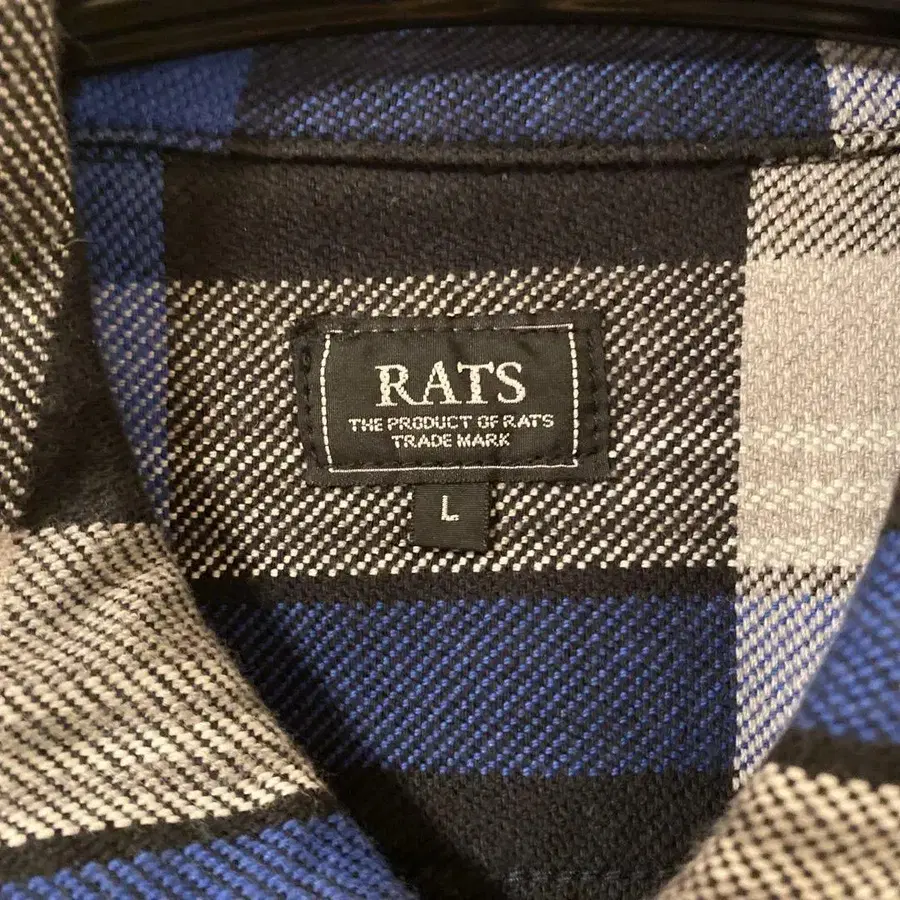 RATS
THE PRODUCT OF RATS
TRADE MARK
L